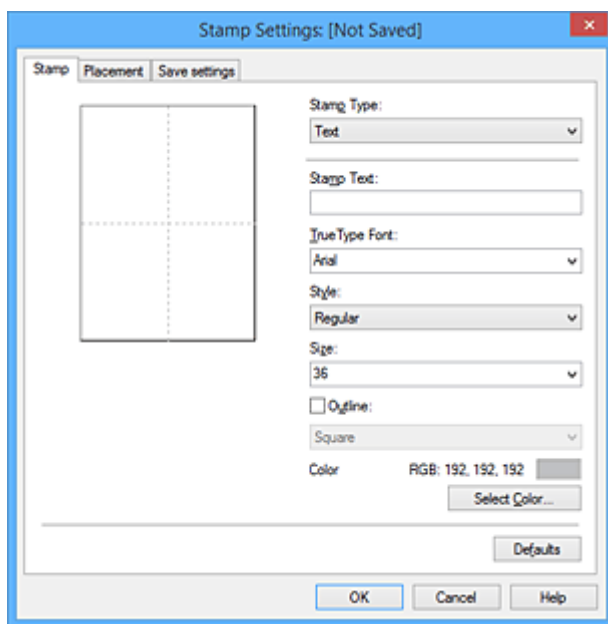 Stamp Settings: [Not Saved]
Stamp Placement Save settings
Stamp Type:
Text
Stamp Text:
TrueType Font:
Arial
Style:
Regular
Size:
36
Outline:
Square
Color RGB: 192, 192, 192
Select Color...
Defaults
OK Cancel Help